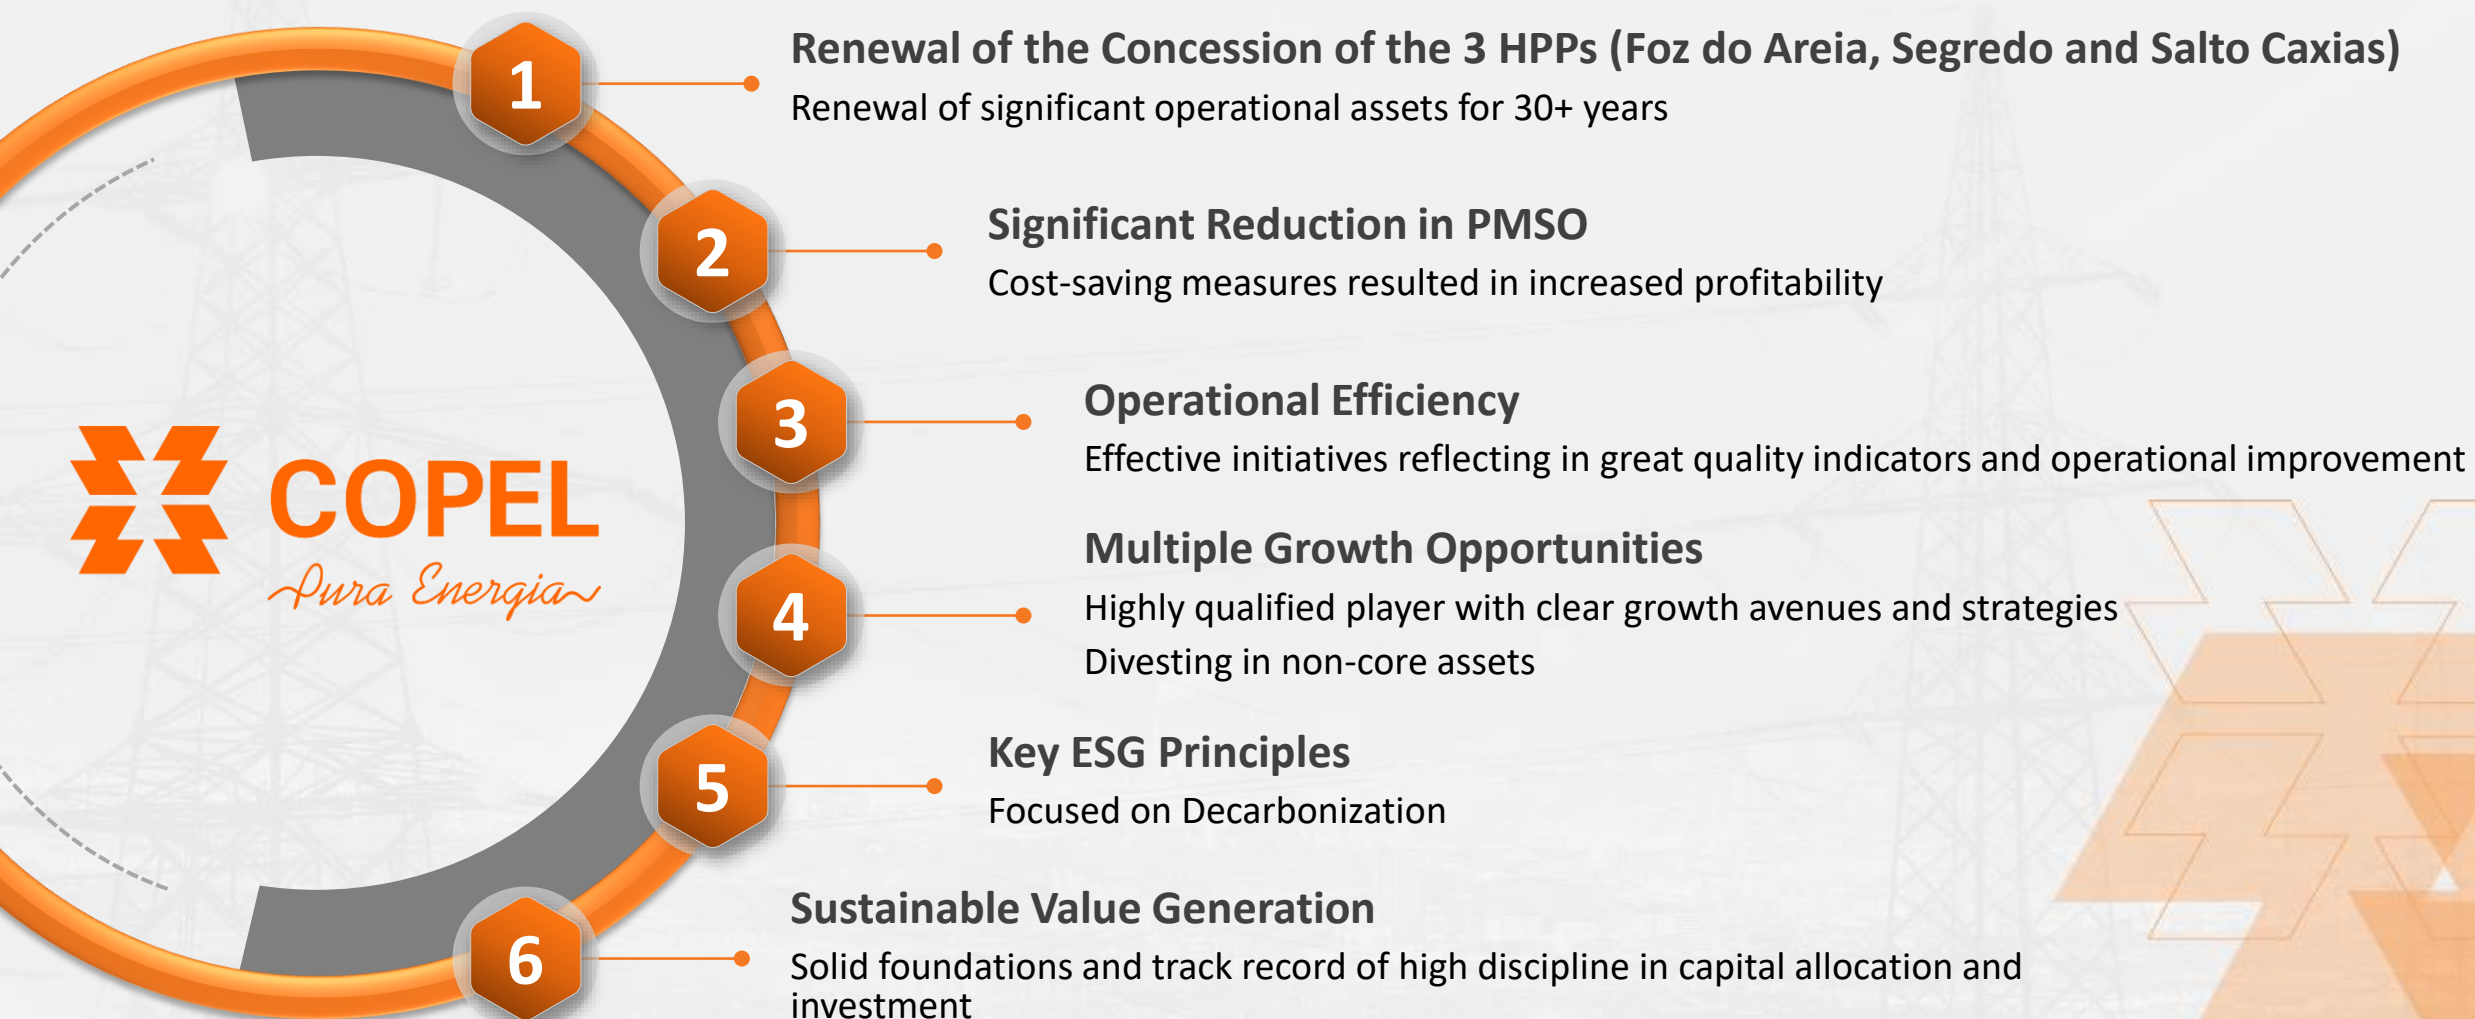 1
Renewal of the Concession of the 3 HPPs (Foz do Areia, Segredo and Salto Caxias)
Renewal of significant operational assets for 30+ years
2
Significant Reduction in PMSO
Cost-saving measures resulted in increased profitability
3
Operational Efficiency
Effective initiatives reflecting in great quality indicators and operational improvement
COPEL
Pura Energia
4
Multiple Growth Opportunities
Highly qualified player with clear growth avenues and strategies
Divesting in non-core assets
5
Key ESG Principles
Focused on Decarbonization
6
Sustainable Value Generation
Solid foundations and track record of high discipline in capital allocation and
investment